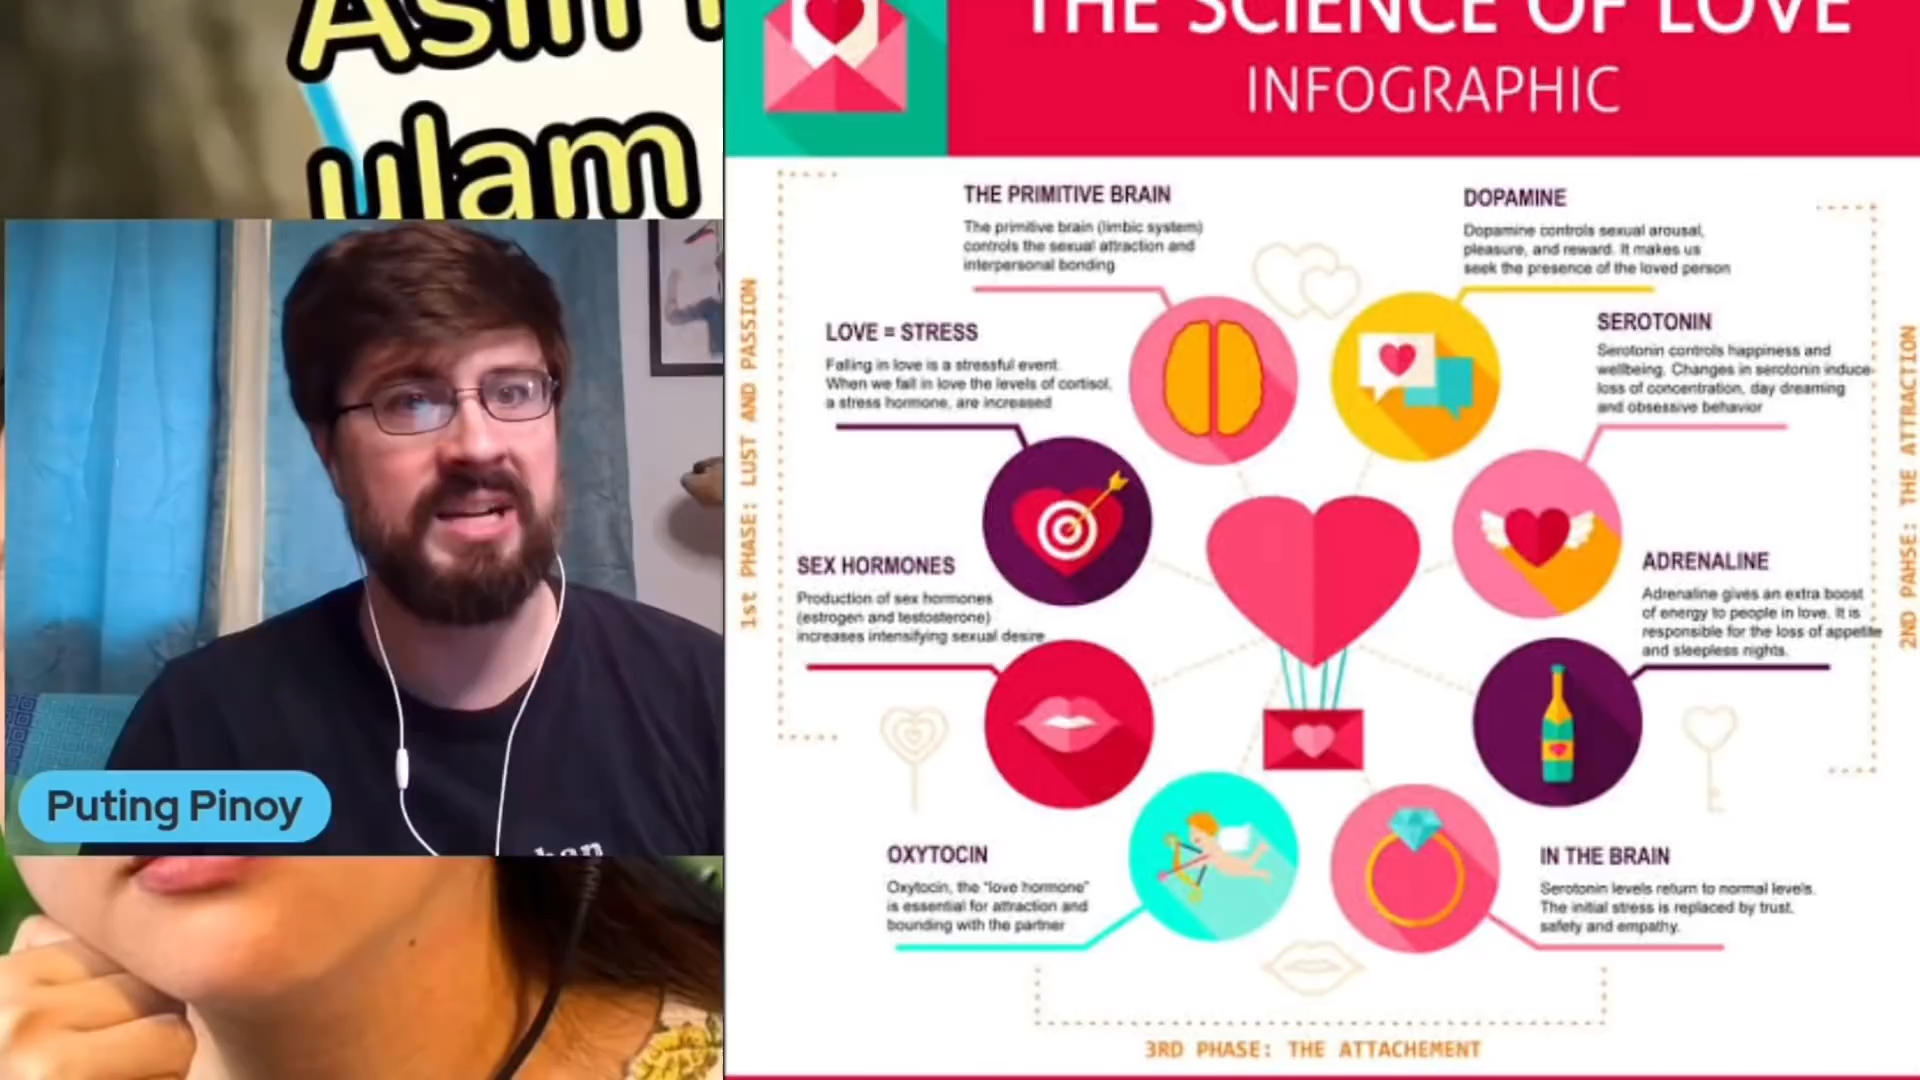 ulam
Puting Pinoy
THE SCIENCE OF LOVE
INFOGRAPHIC
1st PHASE: LUST AND PASSION
THE PRIMITIVE BRAIN
The primitive brain (limbic system)
controls the sexual attraction and
interpersonal bonding
LOVE = STRESS
Falling in love is a stressful event.
When we fall in love the levels of cortisol,
a stress hormone, are increased
SEX HORMONES
Production of sex hormones
(estrogen and testosterone)
increases intensifying sexual desire
DOPAMINE
Dopamine controls sexual arousal,
pleasure, and reward. It makes us
seek the presence of the loved person
SEROTONIN
Serotonin controls happiness and
wellbeing. Changes in serotonin induce
loss of concentration, day dreaming
and obsessive behavior
ADRENALINE
Adrenaline gives an extra boost
of energy to people in love. It is
responsible for the loss of appetite
and sleepless nights.
2ND PAHSE: THE ATTRACTION
OXYTOCIN
Oxytocin, the "love hormone"
is essential for attraction and
bounding with the partner
IN THE BRAIN
Serotonin levels return to normal levels.
The initial stress is replaced by trust,
safety and empathy.
3RD PHASE: THE ATTACHEMENT